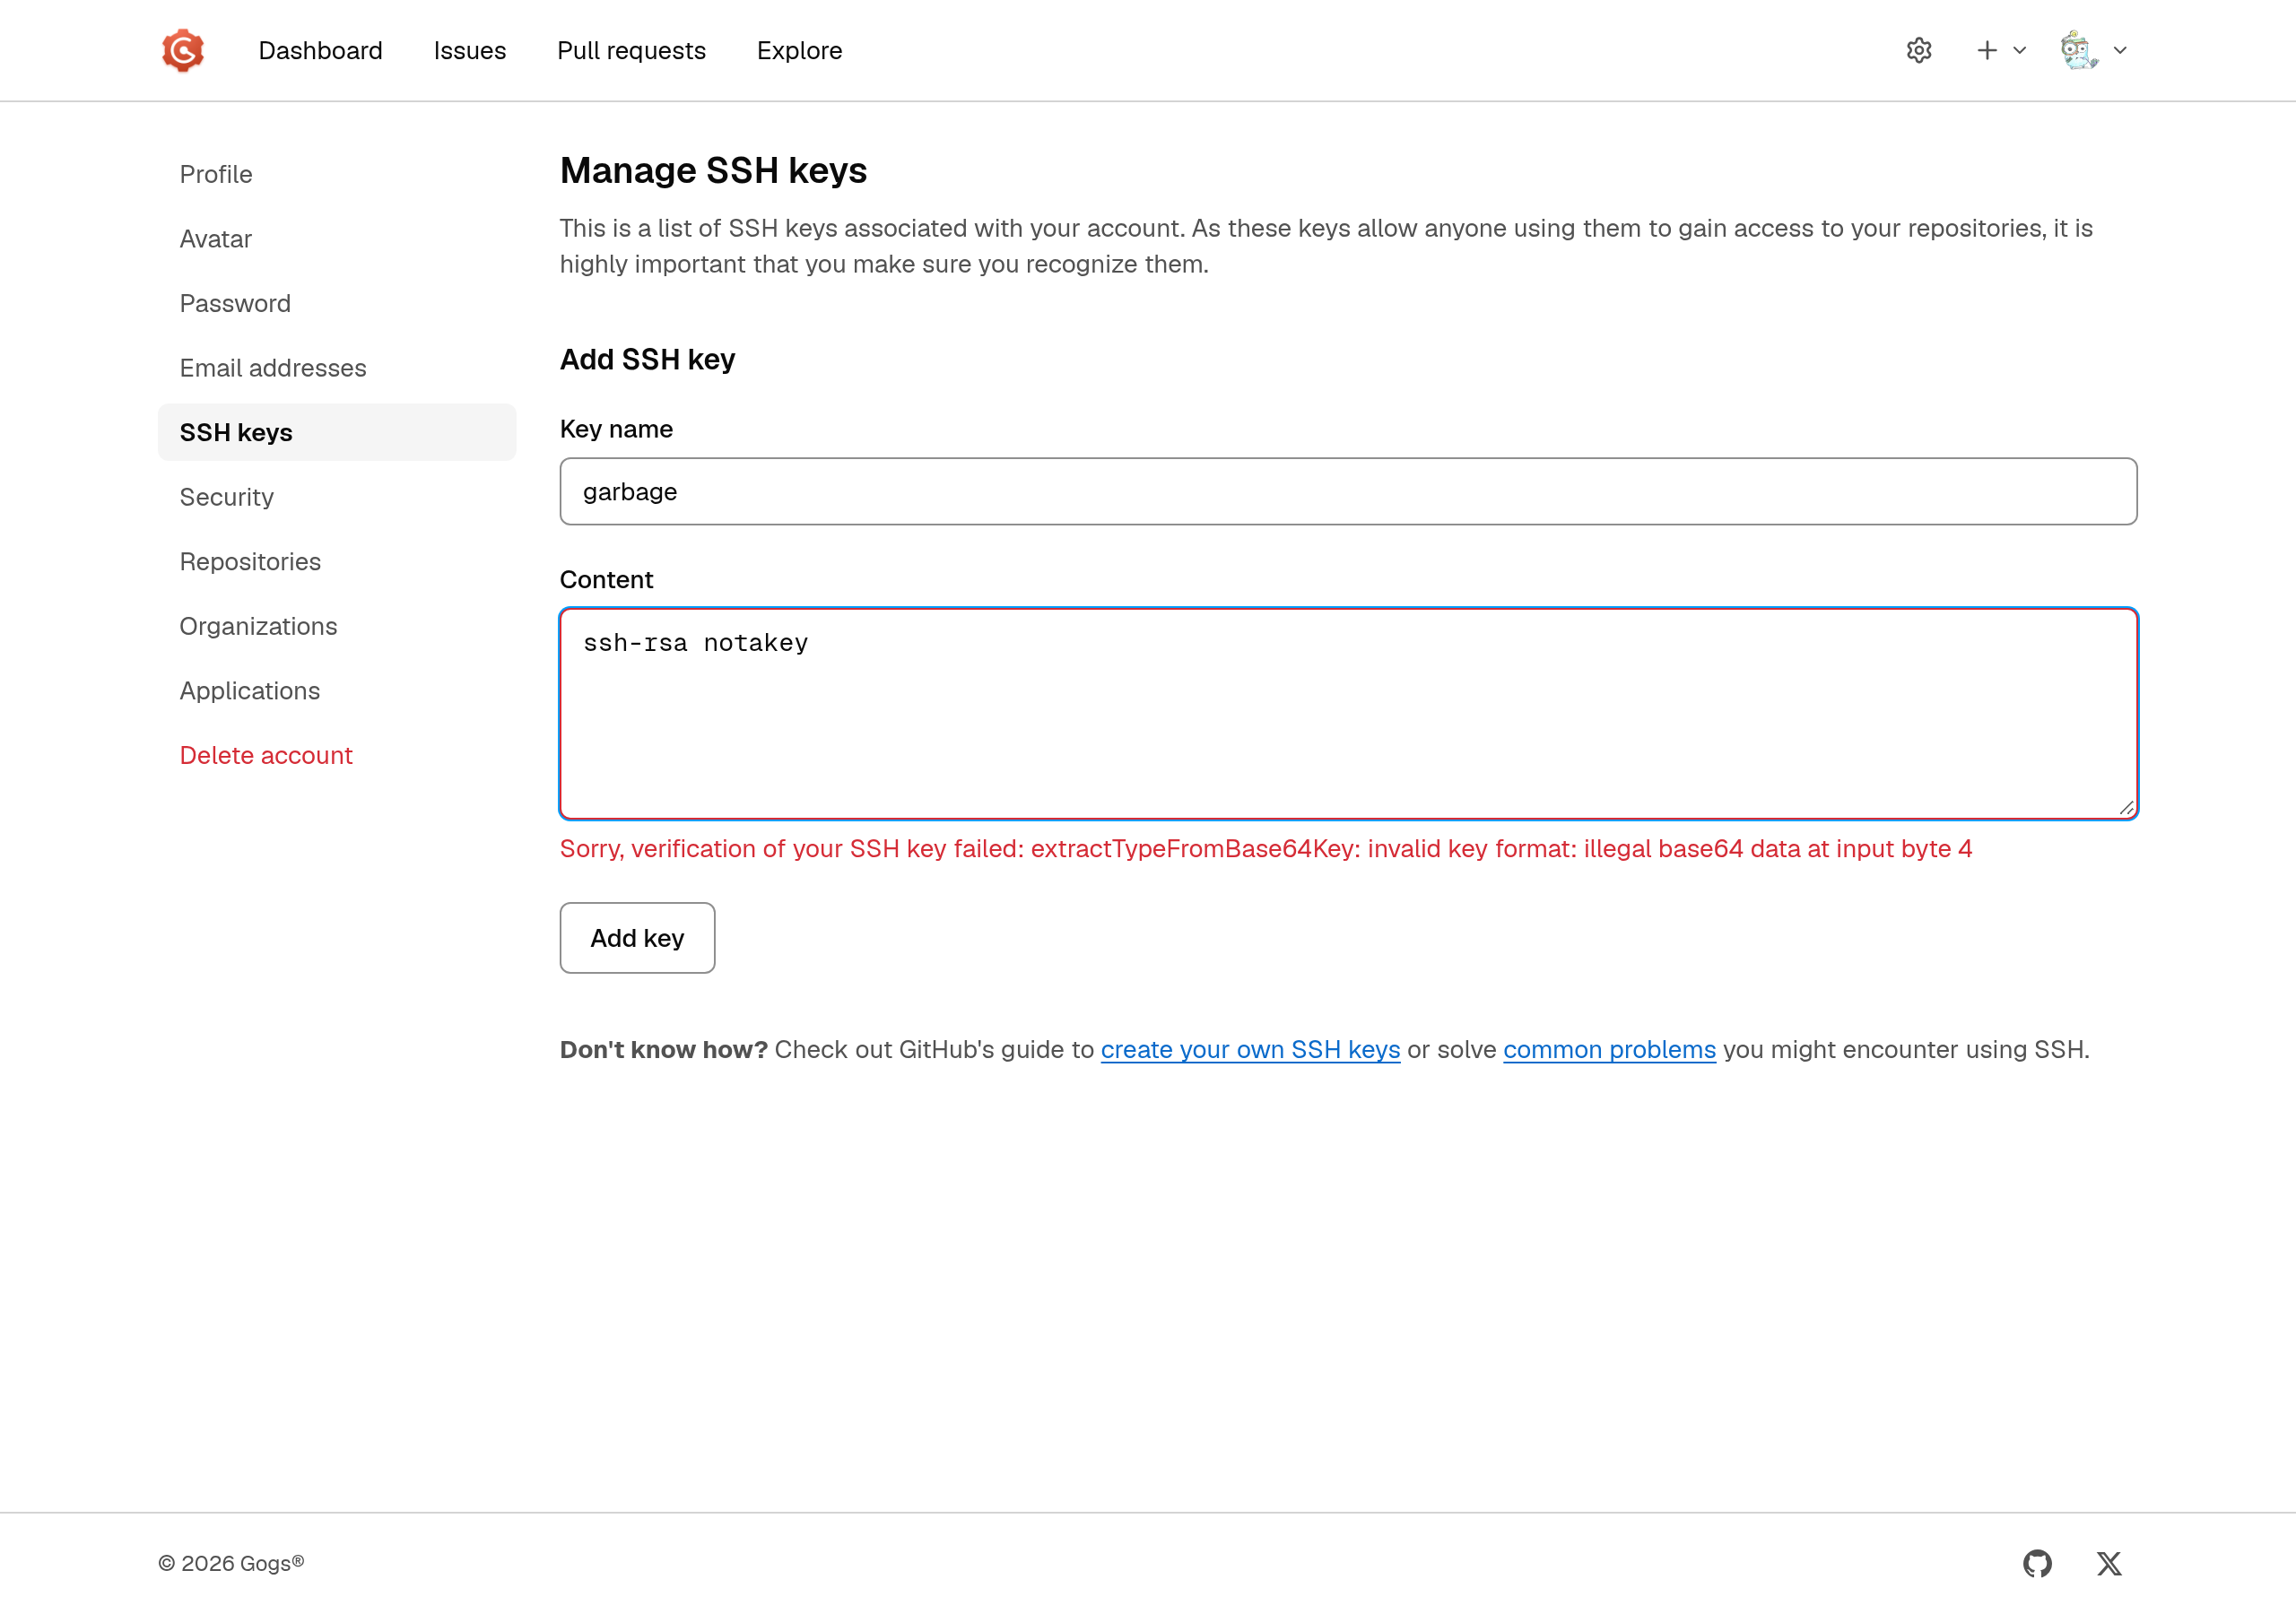 Dashboard Issues Pull requests Explore
Profile
Avatar
Password
Email addresses
SSH keys
Security
Repositories
Organizations
Applications
Delete account
Manage SSH keys
This is a list of SSH keys associated with your account. As these keys allow anyone using them to gain access to your repositories, it is
highly important that you make sure you recognize them.
Add SSH key
Key name
garbage
Content
ssh-rsa notakey
Sorry, verification of your SSH key failed: extractTypeFromBase64Key: invalid key format: illegal base64 data at input byte 4
Add key
Don't know how? Check out GitHub's guide to create your own SSH keys or solve common problems you might encounter using SSH.
© 2026 Gogs®